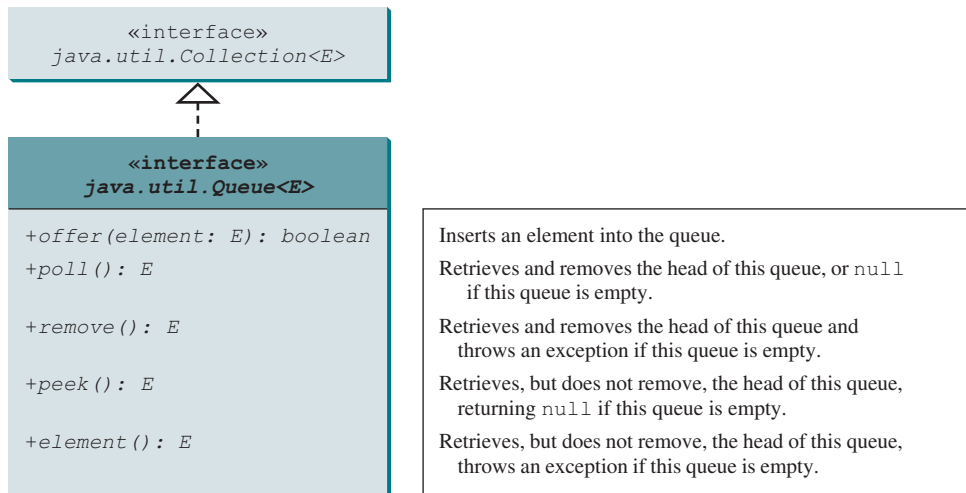 «interface»
java.util.Collection<E>
«interface»
java.util.Queue<E>
+offer(element: E): boolean
Inserts an element into the queue.
+poll(): E
Retrieves and removes the head of this queue, or null
if this queue is empty.
+remove(): E
Retrieves and removes the head of this queue and
throws an exception if this queue is empty.
+peek(): E
Retrieves, but does not remove, the head of this queue,
returning null if this queue is empty.
+element(): E
Retrieves, but does not remove, the head of this queue,
throws an exception if this queue is empty.